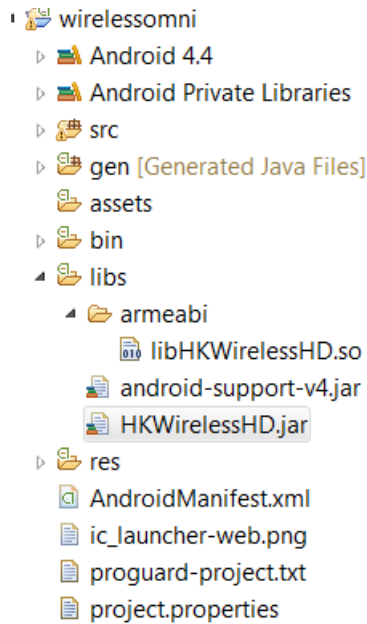 wirelessomni
Android 4.4
Android Private Libraries
src
gen [Generated Java Files]
assets
bin
libs
armeabi
libHKWirelessHD.so
android-support-v4.jar
HKWirelessHD.jar
res
AndroidManifest.xml
ic_launcher-web.png
proguard-project.txt
project.properties